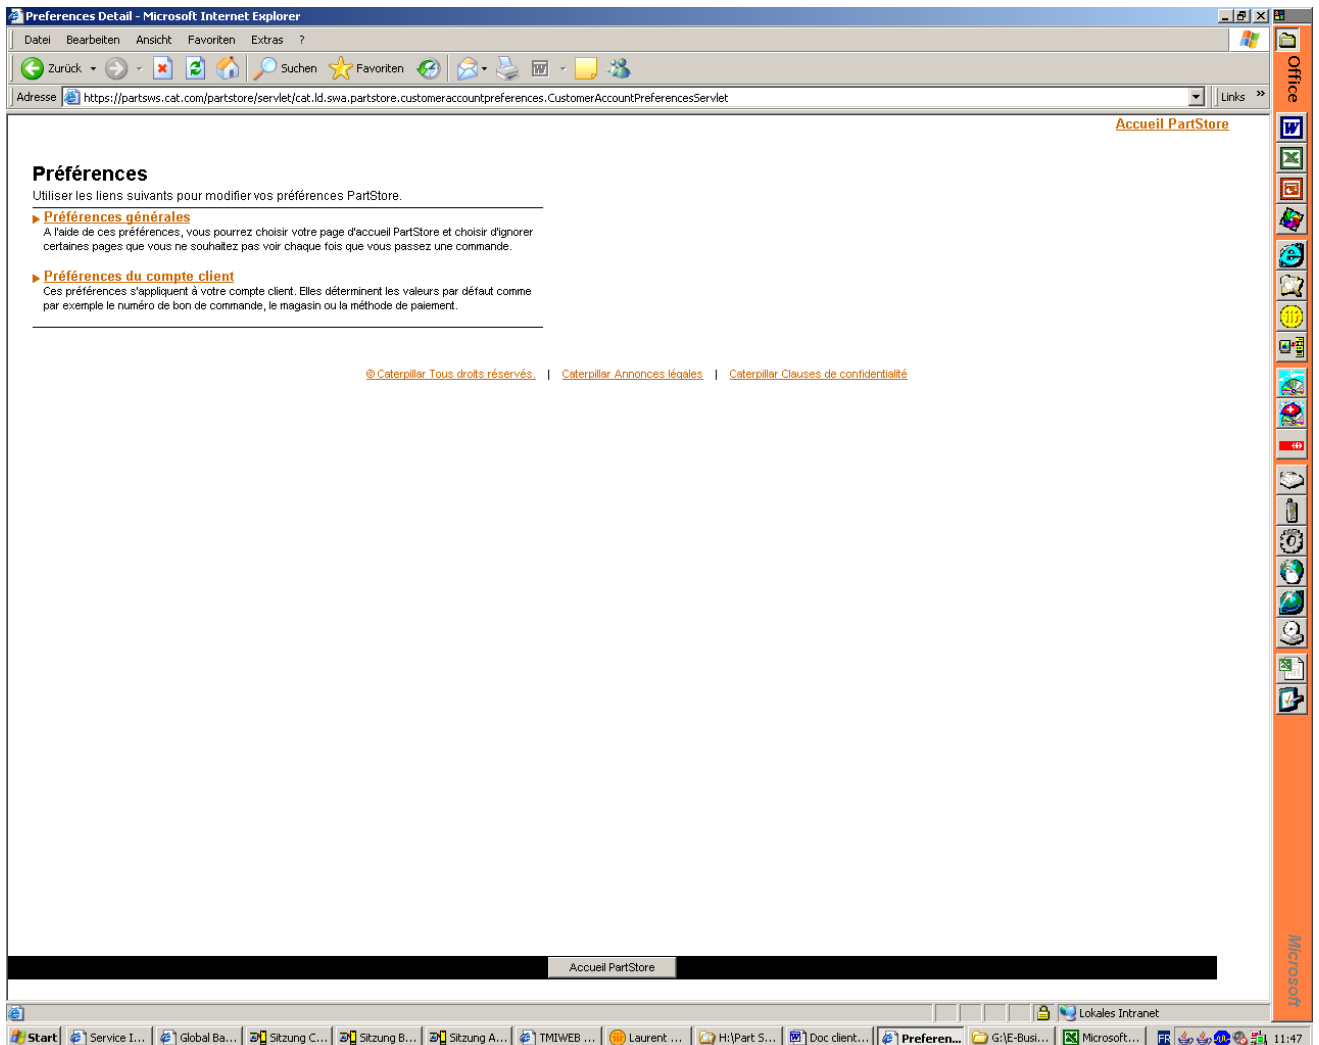 Preferences Detail - Microsoft Internet Explorer
Datei Bearbeiten Ansicht Favoriten Extras ?
Zurück Suchen Favoriten
Adresse https://partsws.cat.com/partstore/servlet/cat.ld.swa.partstore.customeraccountpreferences.CustomerAccountPreferencesServlet Links »
Office
Accueil PartStore
Préférences
Utiliser les liens suivants pour modifier vos préférences PartStore.
Préférences générales
A l'aide de ces préférences, vous pourrez choisir votre page d'accueil PartStore et choisir d'ignorer
certaines pages que vous ne souhaitez pas voir chaque fois que vous passez une commande.
Préférences du compte client
Ces préférences s'appliquent à votre compte client. Elles déterminent les valeurs par défaut comme
par exemple le numéro de bon de commande, le magasin ou la méthode de paiement.
© Caterpillar Tous droits réservés. | Caterpillar Annonces légales | Caterpillar Clauses de confidentialité
Accueil PartStore
Microsoft
Lokales Intranet
Start Service I... Global Ba... Sitzung C... Sitzung B... Sitzung A... TMIWEB ... Laurent ... H:\Part S... Doc client... Preferen... G:\E-Busi... Microsoft... FR 11:47